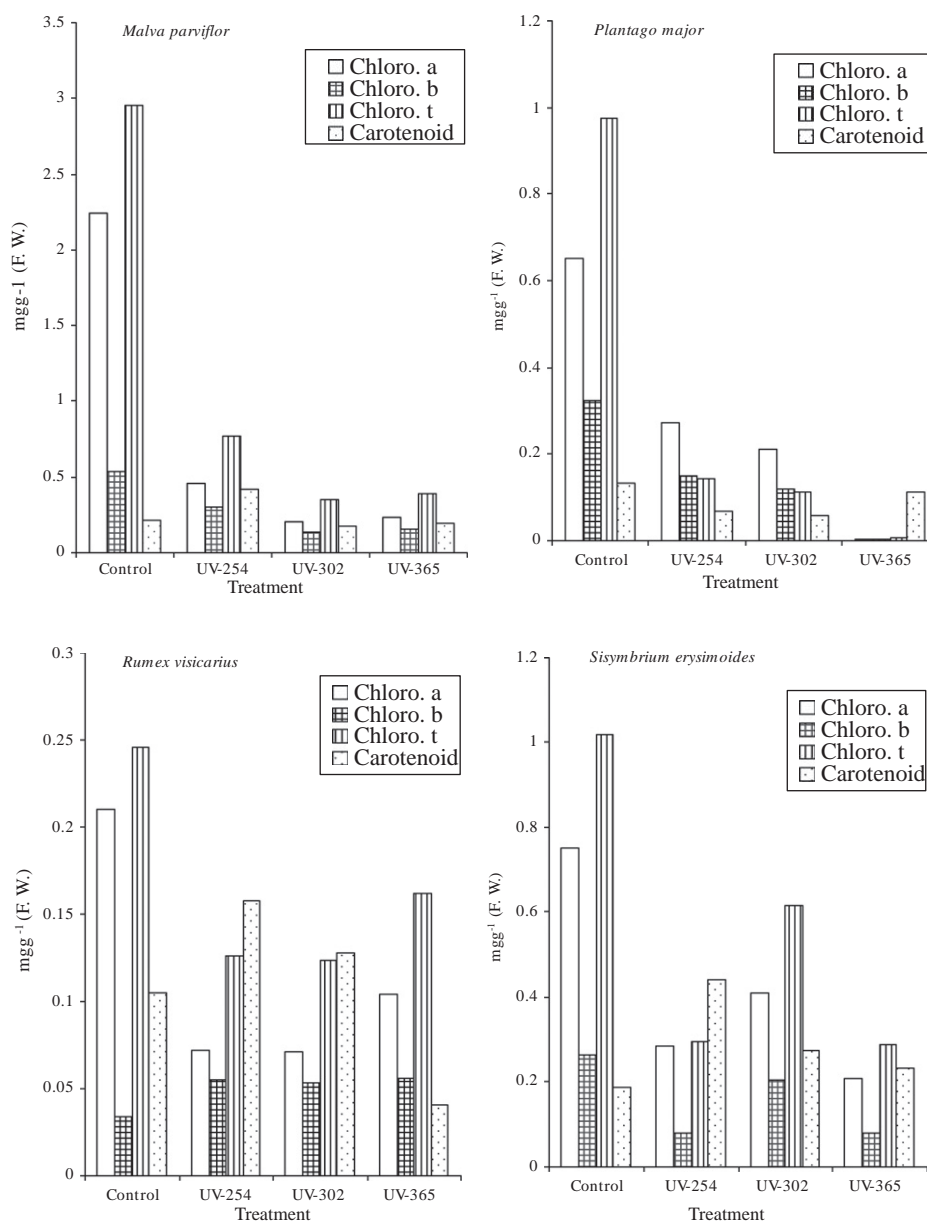 Malva parviflor
Chloro. a
Chloro. b
Chloro. t
Carotenoid
3.5
3
2.5
2
1.5
1
0.5
0
mgg-1 (F. W.)
Control
UV-254
UV-302
UV-365
Treatment
Plantago major
Chloro. a
Chloro. b
Chloro. t
Carotenoid
1.2
1
0.8
0.6
0.4
0.2
0
mgg-1 (F. W.)
Control
UV-254
UV-302
UV-365
Treatment
Rumex visicarius
Chloro. a
Chloro. b
Chloro. t
Carotenoid
0.3
0.25
0.2
0.15
0.1
0.05
0
mgg-1 (F. W.)
Control
UV-254
UV-302
UV-365
Sisymbrium erysimoides
Chloro. a
Chloro. b
Chloro. t
Carotenoid
1.2
1
0.8
0.6
0.4
0.2
0
mgg-1 (F. W.)
Control
UV-254
UV-302
UV-365
Treatment